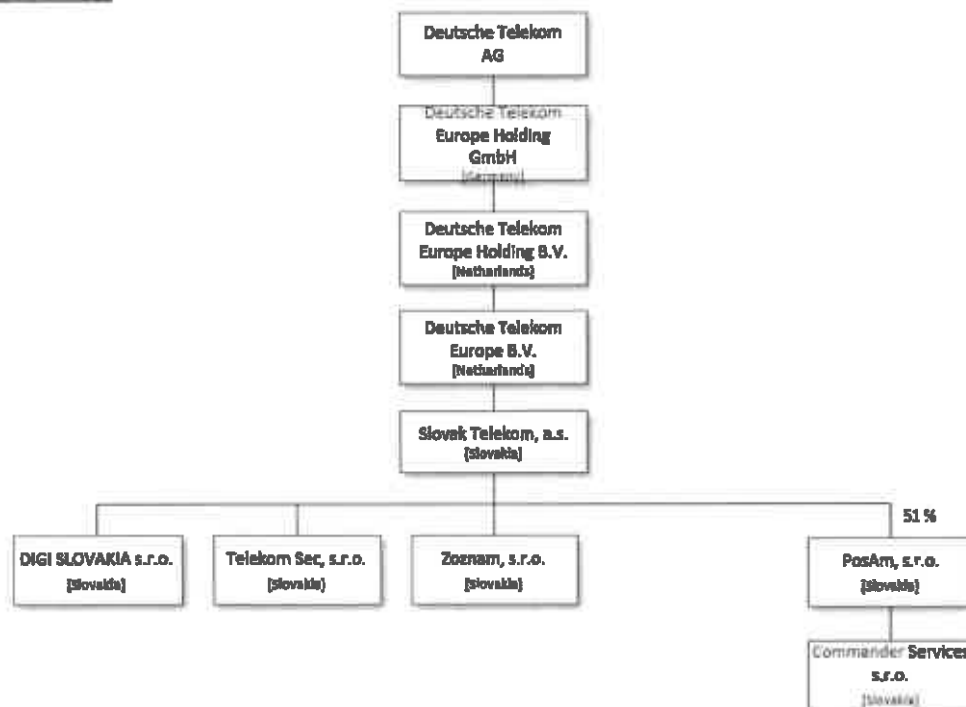 Deutsche Telekom
AG
Deutsche Telekom
Europe Holding
GmbH
[Germany]
Deutsche Telekom
Europe Holding B.V.
[Netherlands]
Deutsche Telekom
Europe B.V.
[Netherlands]
Slovak Telekom, a.s.
[Slovakia]
51 %
DIGI SLOVAKIA s.r.o.
[Slovakia]
Telekom Sec, s.r.o.
[Slovakia]
Zoznam, s.r.o.
[Slovakia]
PosAm, s.r.o.
[Slovakia]
Commander Services
s.r.o.
[Slovakia]